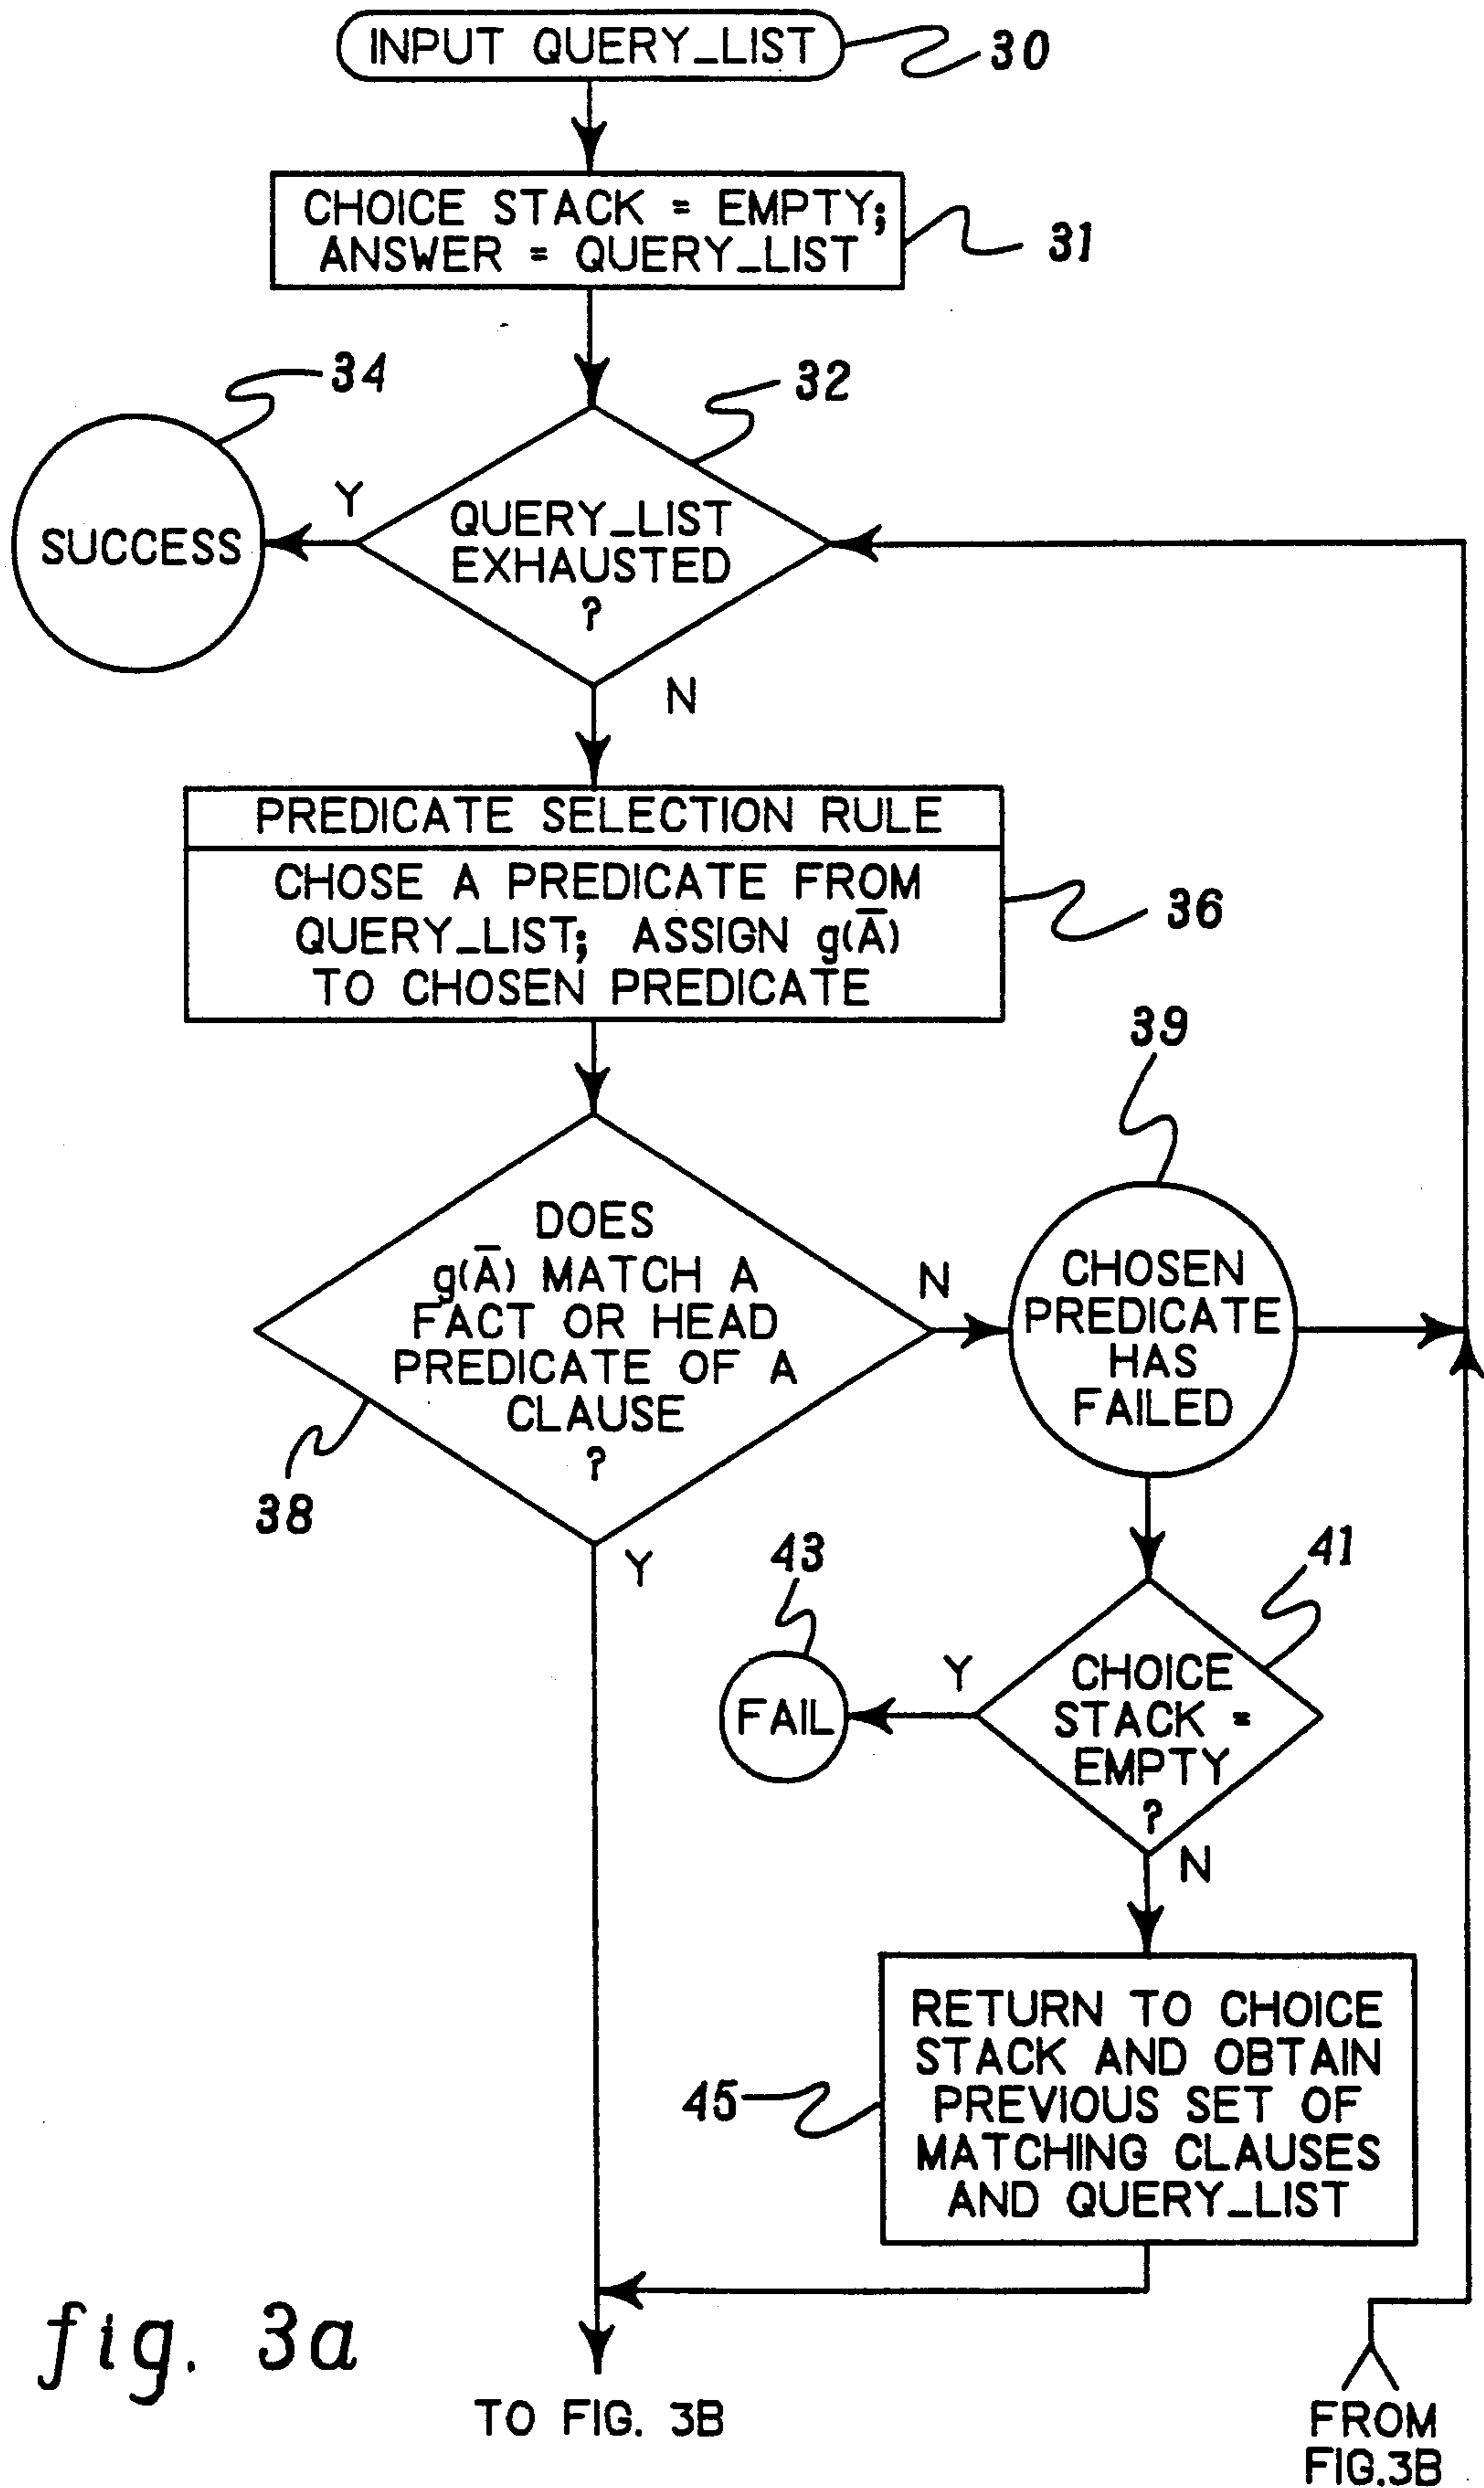 INPUT QUERY_LIST
30
CHOICE STACK = EMPTY;
ANSWER = QUERY_LIST
31
34
32
SUCCESS
Y
QUERY_LIST
EXHAUSTED
?
N
PREDICATE SELECTION RULE
CHOSE A PREDICATE FROM
QUERY_LIST; ASSIGN g(A̅)
TO CHOSEN PREDICATE
36
39
DOES
g(A̅) MATCH A
FACT OR HEAD
PREDICATE OF A
CLAUSE
?
N
CHOSEN
PREDICATE
HAS
FAILED
38
Y
43
41
FAIL
Y
CHOICE
STACK =
EMPTY
?
N
RETURN TO CHOICE
STACK AND OBTAIN
PREVIOUS SET OF
MATCHING CLAUSES
AND QUERY_LIST
45
fig. 3a
TO FIG. 3B
FROM
FIG.3B